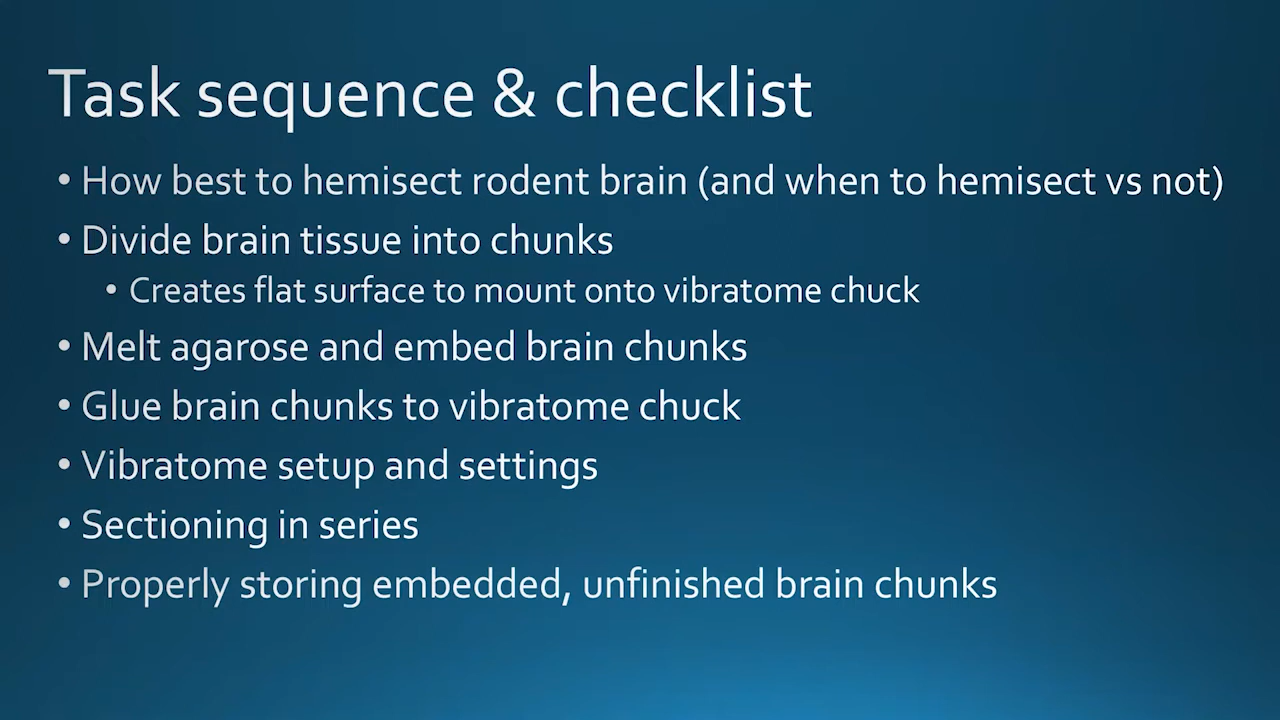 Task sequence & checklist
• How best to hemisect rodent brain (and when to hemisect vs not)
• Divide brain tissue into chunks
• Creates flat surface to mount onto vibratome chuck
• Melt agarose and embed brain chunks
• Glue brain chunks to vibratome chuck
• Vibratome setup and settings
• Sectioning in series
• Properly storing embedded, unfinished brain chunks